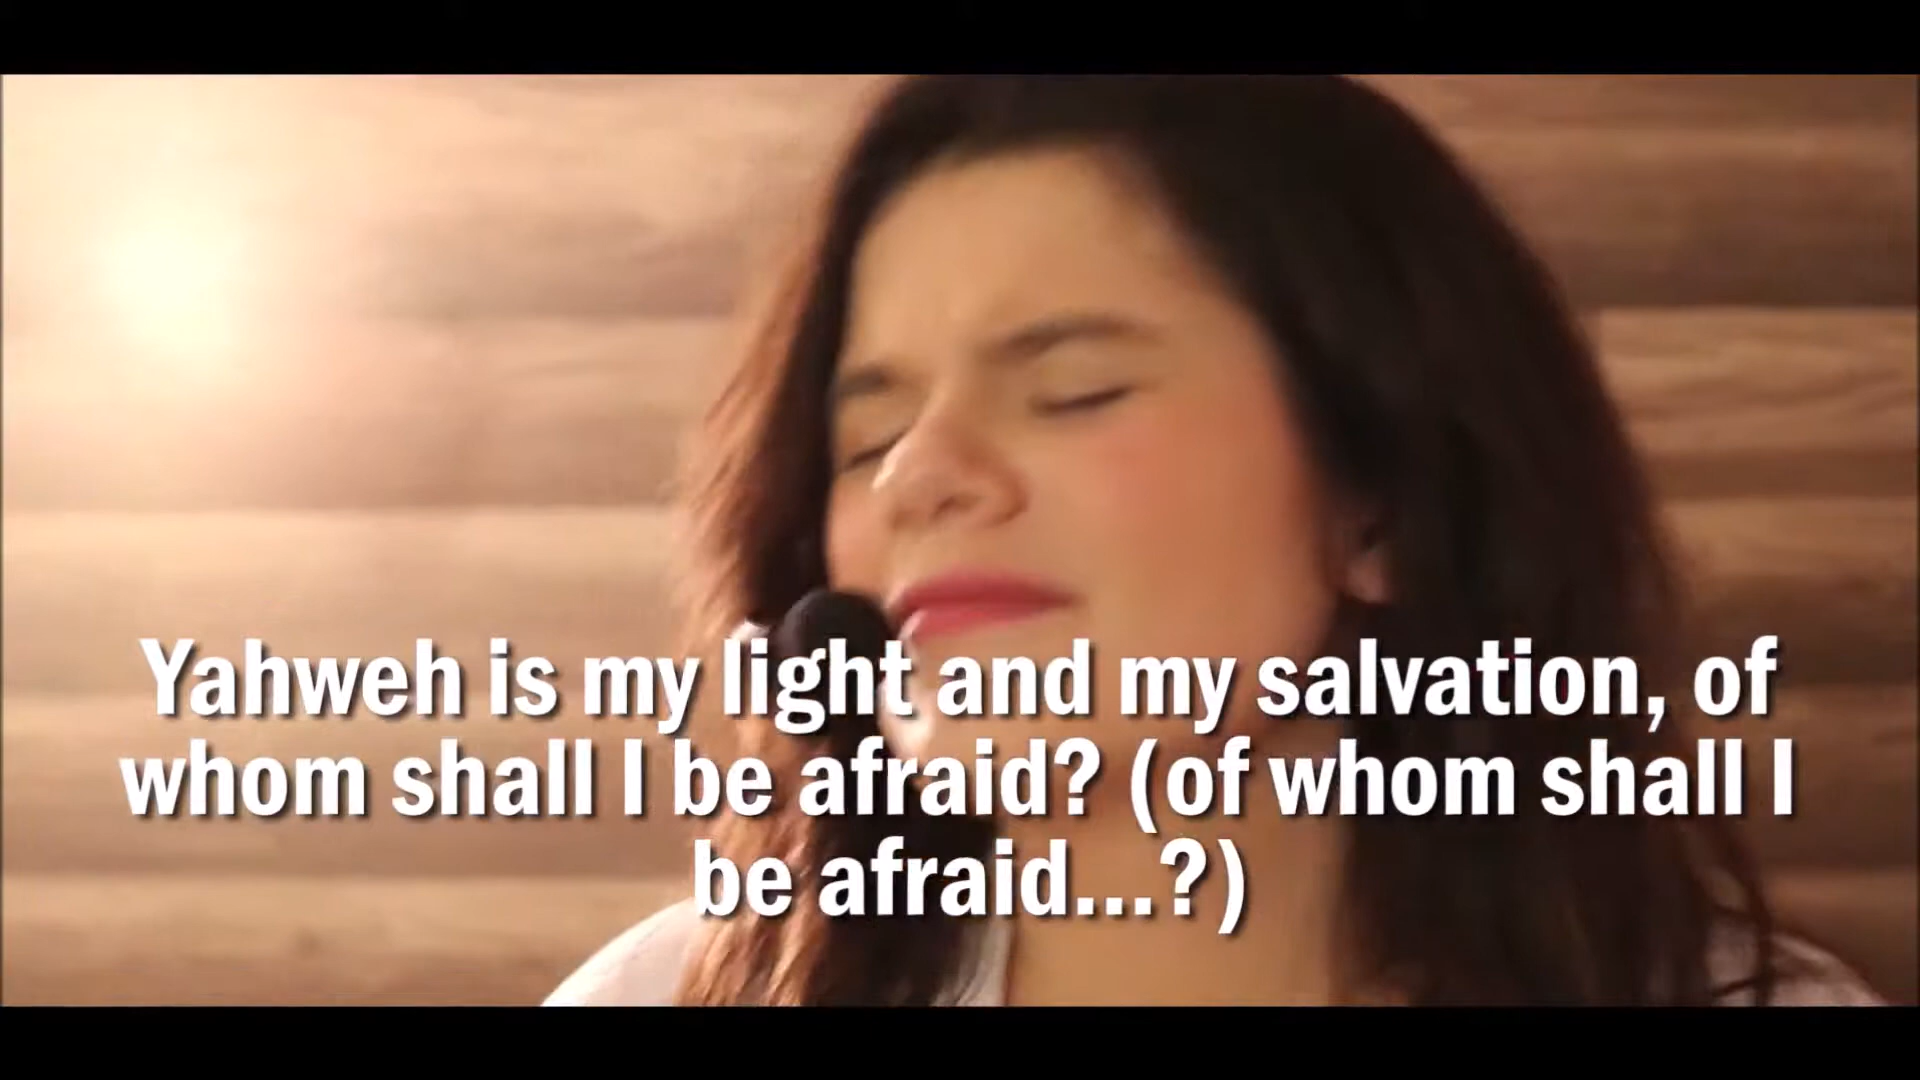 Yahweh is my light and my salvation, of
whom shall I be afraid? (of whom shall I
be afraid...?)